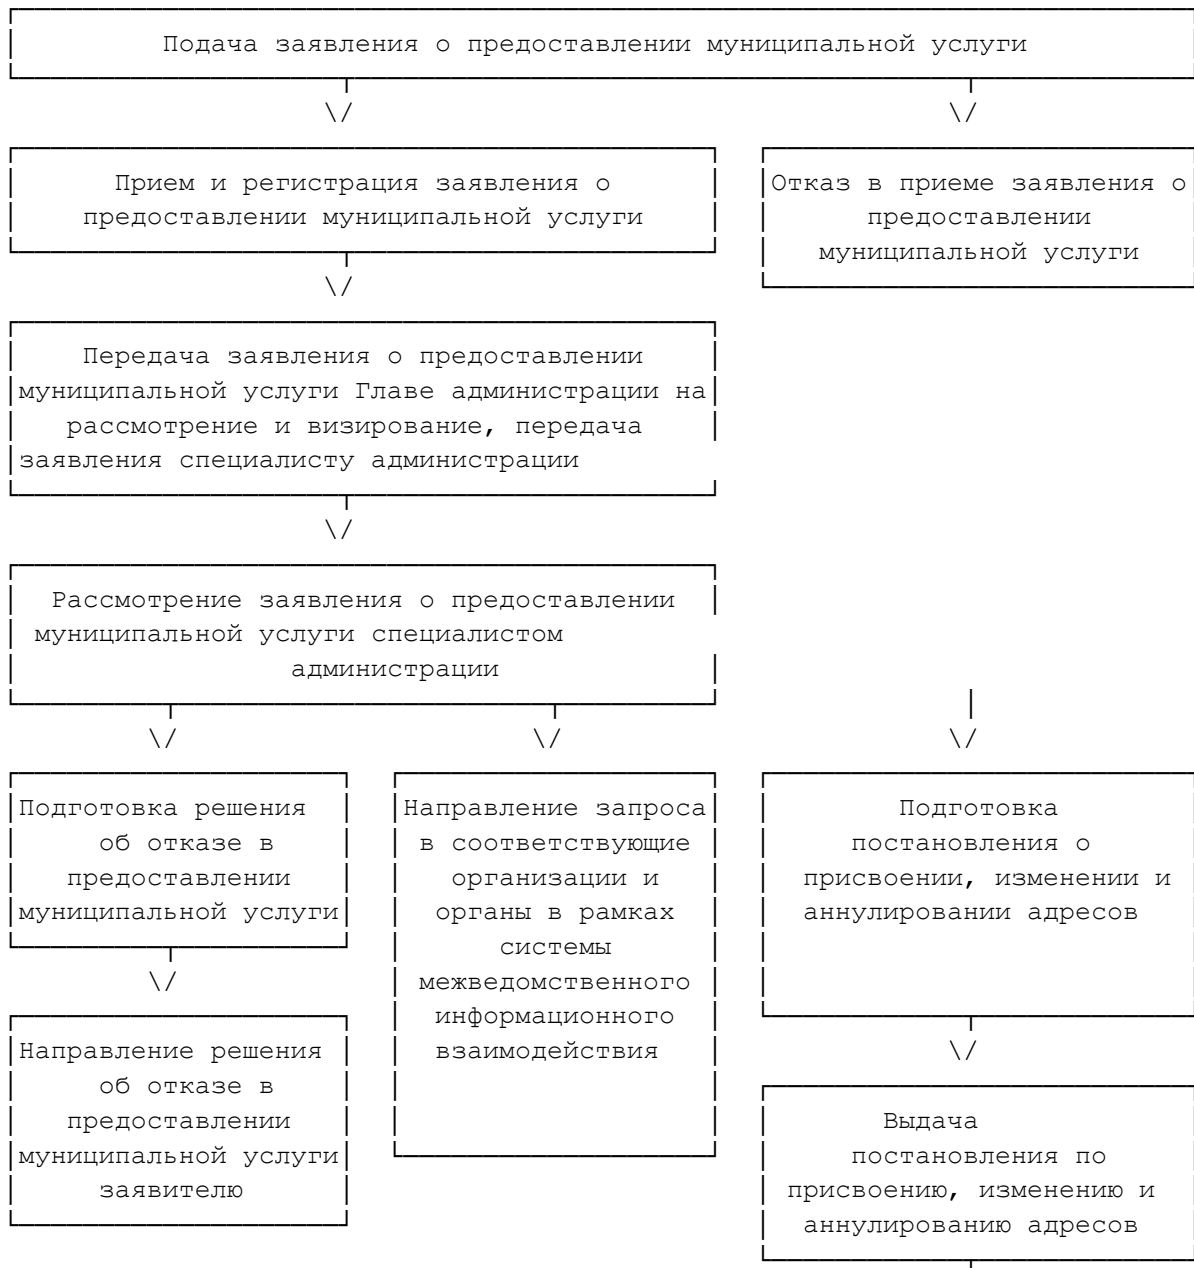 Подача заявления о предоставлении муниципальной услуги
Прием и регистрация заявления о
предоставлении муниципальной услуги
Отказ в приеме заявления о
предоставлении
муниципальной услуги
Передача заявления о предоставлении
муниципальной услуги Главе администрации на
рассмотрение и визирование, передача
заявления специалисту администрации
Рассмотрение заявления о предоставлении
муниципальной услуги специалистом
администрации
Подготовка решения
об отказе в
предоставлении
муниципальной услуги
Направление решения
об отказе в
предоставлении
муниципальной услуги
заявителю
Направление запроса
в соответствующие
организации и
органы в рамках
системы
межведомственного
информационного
взаимодействия
Подготовка
постановления о
присвоении, изменении и
аннулировании адресов
Выдача
постановления по
присвоению, изменению и
аннулированию адресов